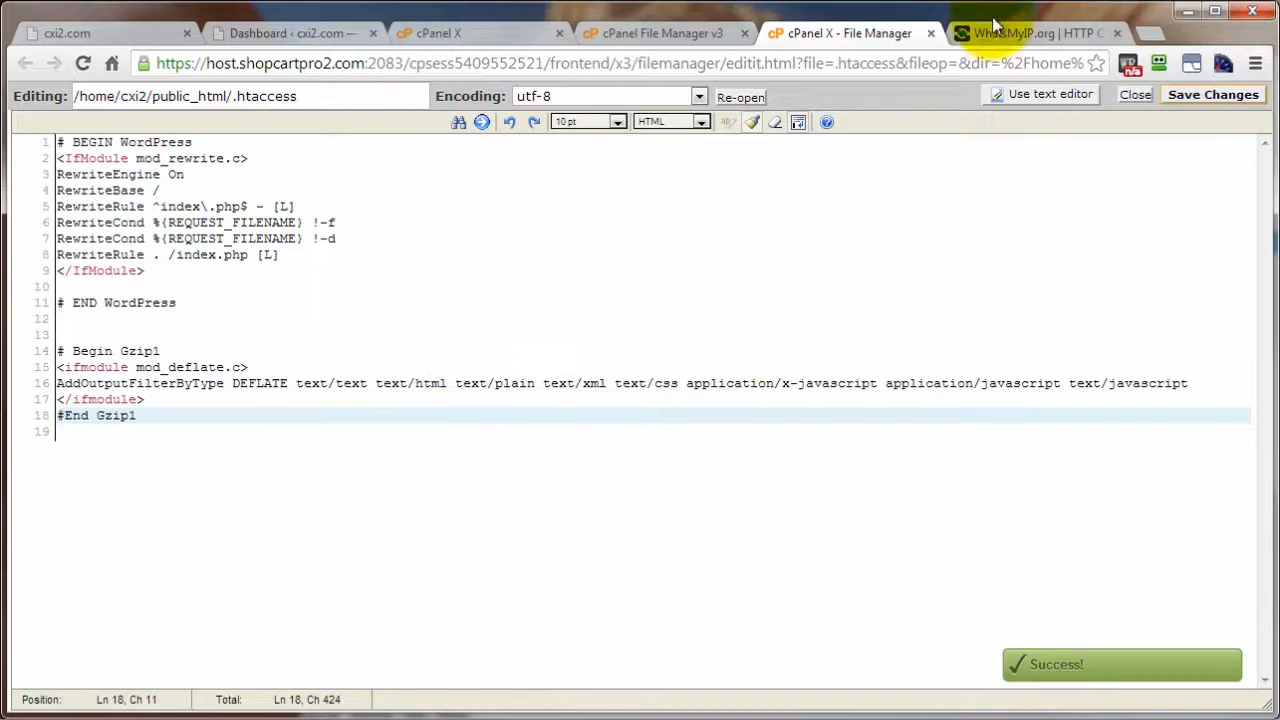 cxi2.com
Dashboard ‹ cxi2.com —
cPanel X
cPanel File Manager v3
cPanel X - File Manager
WhatsMyIP.org | HTTP C
https://host.shopcartpro2.com:2083/cpsess5409552521/frontend/x3/filemanager/editit.html?file=.htaccess&fileop=&dir=%2Fhome%
n/a
Editing: /home/cxi2/public_html/.htaccess Encoding: utf-8 Re-open Use text editor Close Save Changes
10 pt HTML
1 # BEGIN WordPress
2 <IfModule mod_rewrite.c>
3 RewriteEngine On
4 RewriteBase /
5 RewriteRule ^index\.php$ - [L]
6 RewriteCond %{REQUEST_FILENAME} !-f
7 RewriteCond %{REQUEST_FILENAME} !-d
8 RewriteRule . /index.php [L]
9 </IfModule>
10
11 # END WordPress
12
13
14 # Begin Gzip1
15 <ifmodule mod_deflate.c>
16 AddOutputFilterByType DEFLATE text/text text/html text/plain text/xml text/css application/x-javascript application/javascript text/javascript
17 </ifmodule>
18 #End Gzip1
19
Success!
Position: Ln 18, Ch 11 Total: Ln 18, Ch 424